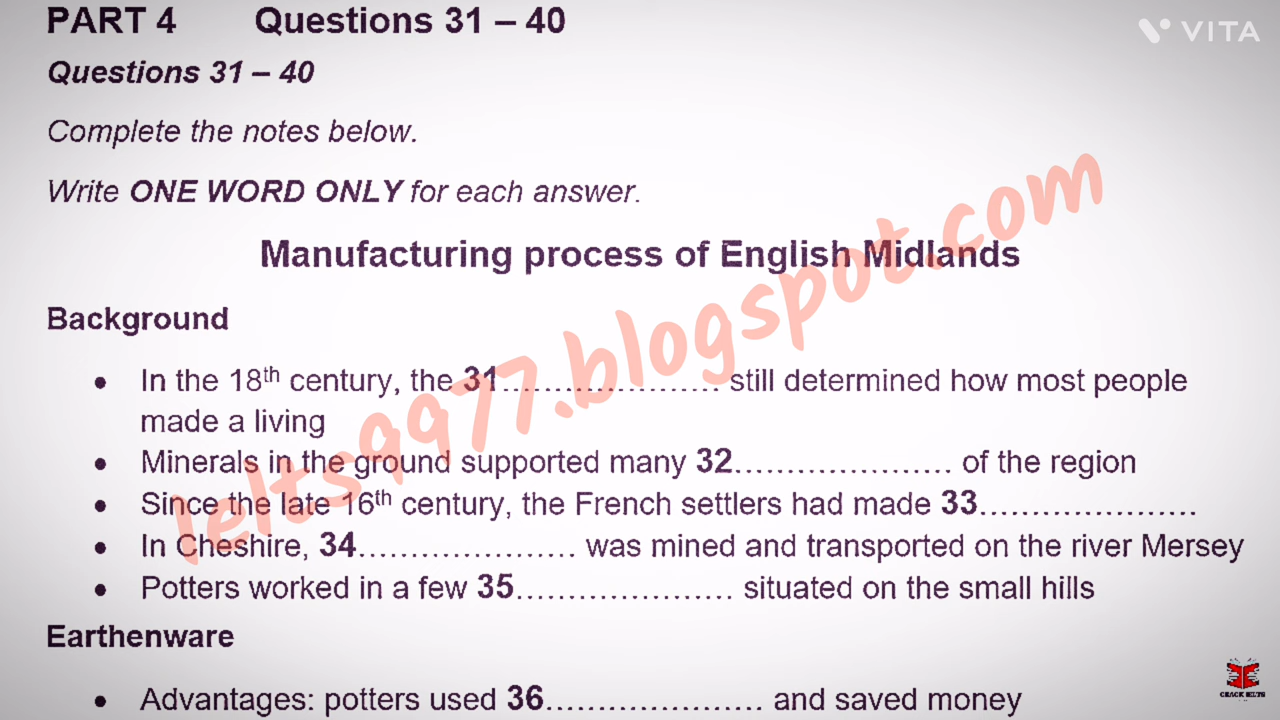 PART 4 Questions 31 – 40
VITA
Questions 31 – 40
Complete the notes below.
Write ONE WORD ONLY for each answer.
Manufacturing process of English Midlands
Background
• In the 18th century, the 31..................... still determined how most people
made a living
• Minerals in the ground supported many 32..................... of the region
• Since the late 16th century, the French settlers had made 33.....................
• In Cheshire, 34..................... was mined and transported on the river Mersey
• Potters worked in a few 35..................... situated on the small hills
Earthenware
• Advantages: potters used 36..................... and saved money
Ielts9977.blogspot.com
CRACK IELTS